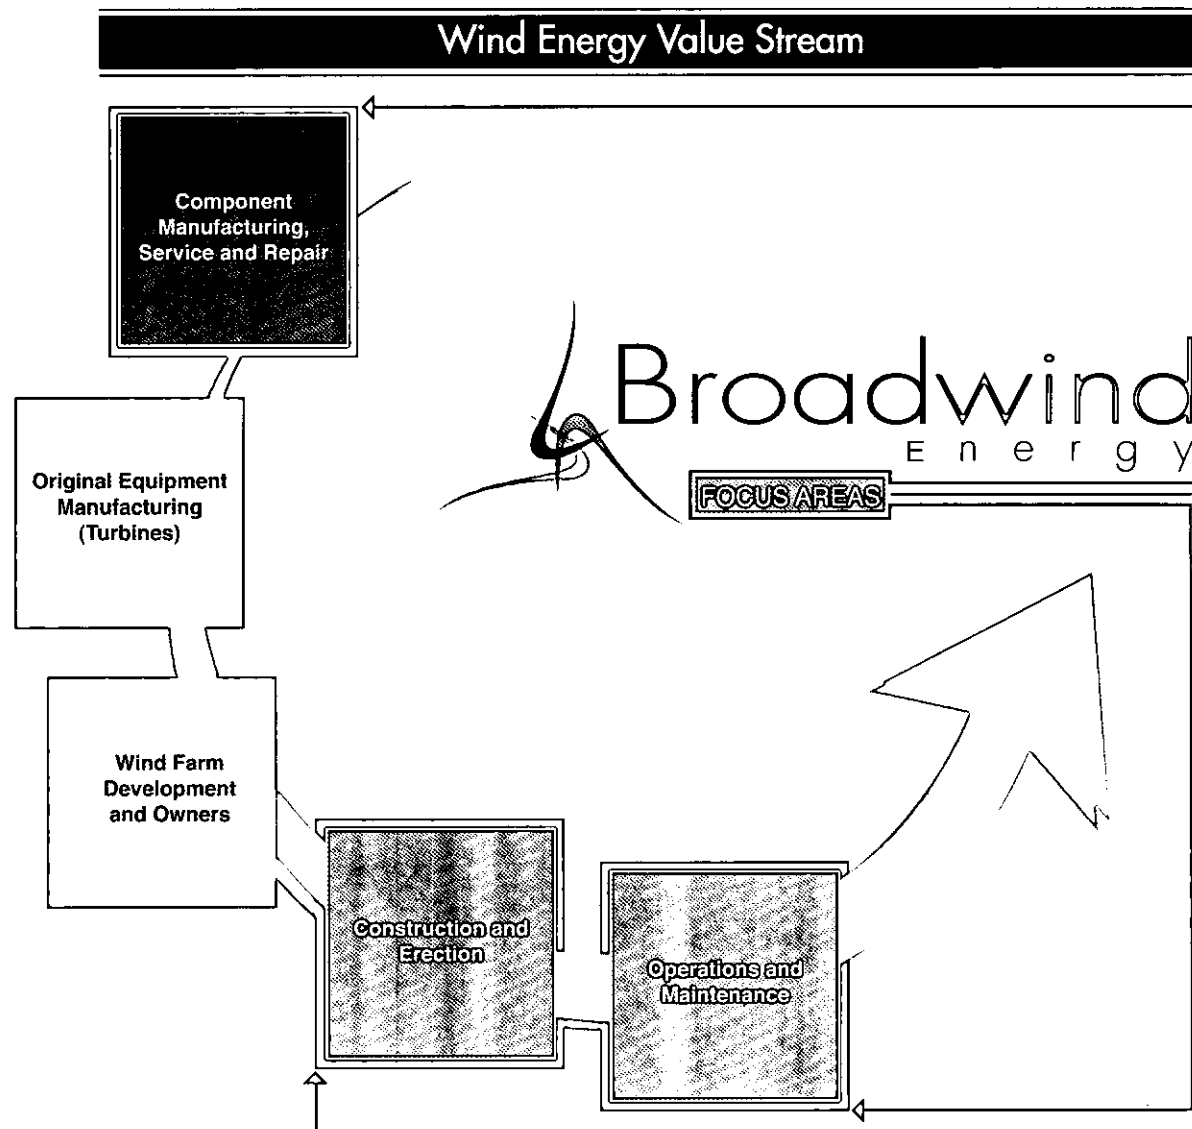 Wind Energy Value Stream
Component
Manufacturing,
Service and Repair
Broadwind
Energy
FOCUS AREAS
Original Equipment
Manufacturing
(Turbines)
Wind Farm
Development
and Owners
Construction and
Erection
Operations and
Maintenance